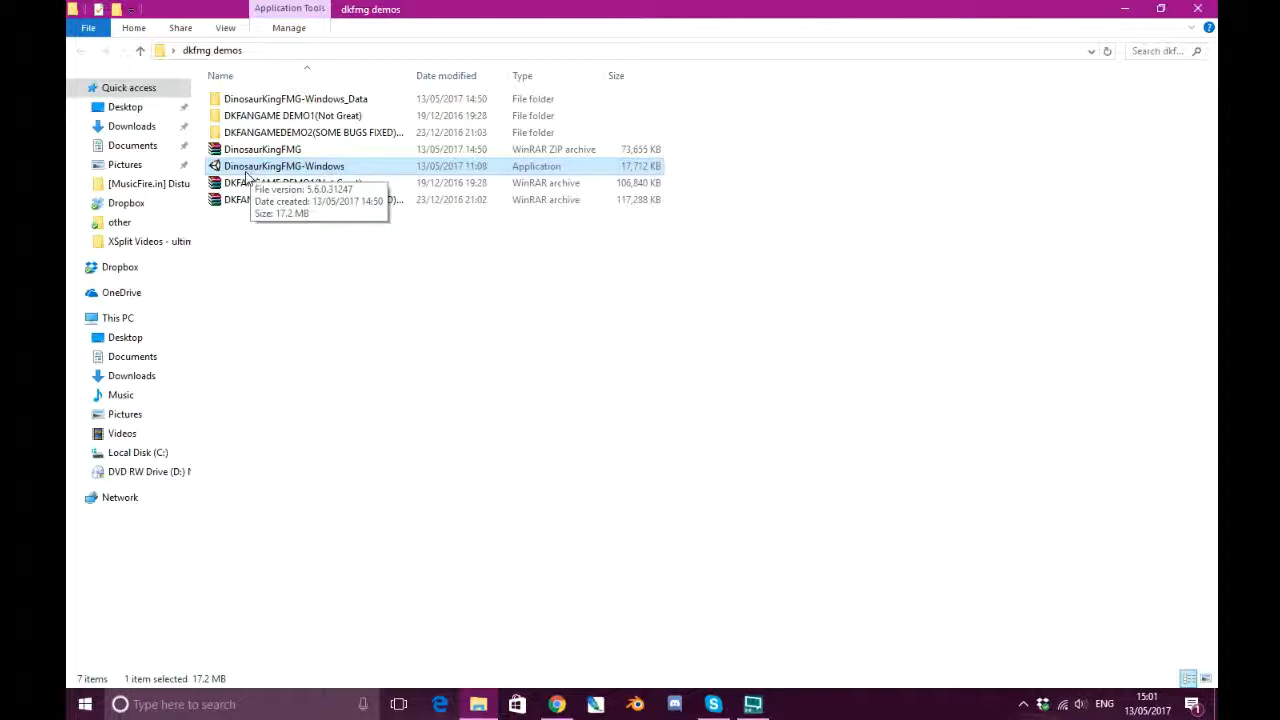 Application Tools
dkfmg demos
File
Home
Share
View
Manage
dkfmg demos
Search dkf...
Name
Date modified
Type
Size
Quick access
Desktop
Downloads
Documents
Pictures
[MusicFire.in] Distu
Dropbox
other
XSplit Videos - ultin
Dropbox
OneDrive
This PC
Desktop
Documents
Downloads
Music
Pictures
Videos
Local Disk (C:)
DVD RW Drive (D:)
Network
DinosaurKingFMG-Windows_Data 13/05/2017 14:50 File folder
DKFANGAME DEMO1(Not Great) 19/12/2016 19:28 File folder
DKFANGAMEDEMO2(SOME BUGS FIXED)... 23/12/2016 21:03 File folder
DinosaurKingFMG 13/05/2017 14:50 WinRAR ZIP archive 73,655 KB
DinosaurKingFMG-Windows 13/05/2017 11:08 Application 17,712 KB
19/12/2016 19:28 WinRAR archive 106,840 KB
23/12/2016 21:02 WinRAR archive 117,288 KB
File version: 5.6.0.31247
Date created: 13/05/2017 14:50
Size: 17.2 MB
7 items
1 item selected 17.2 MB
Type here to search
ENG
15:01
13/05/2017